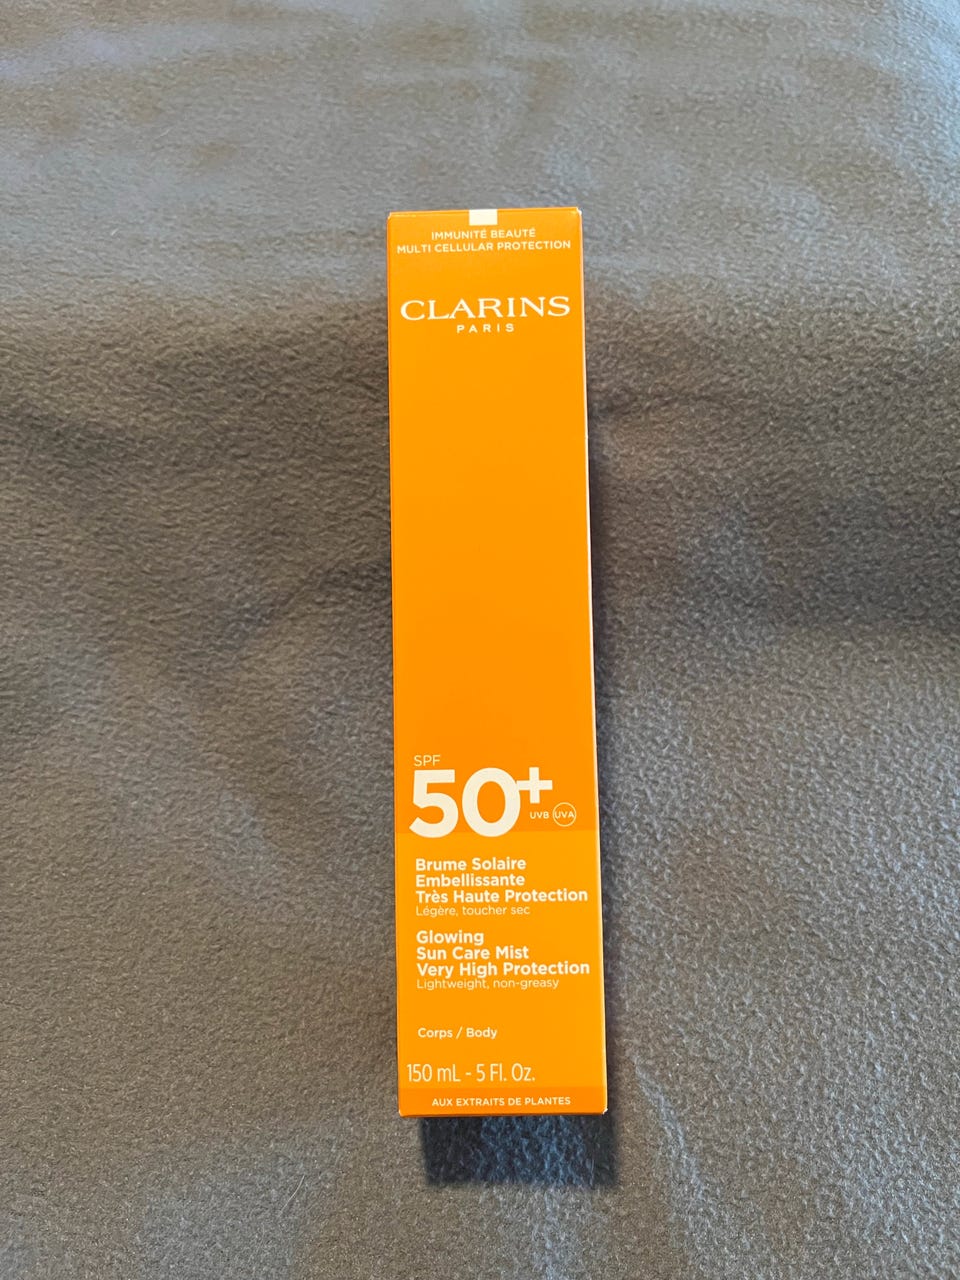 IMMUNITÉ BEAUTÉ
MULTI CELLULAR PROTECTION
CLARINS
PARIS
SPF
50+
UVB UVA
Brume Solaire
Embellissante
Très Haute Protection
Légère, toucher sec
Glowing
Sun Care Mist
Very High Protection
Lightweight, non-greasy
Corps / Body
150 mL - 5 Fl. Oz.
AUX EXTRAITS DE PLANTES